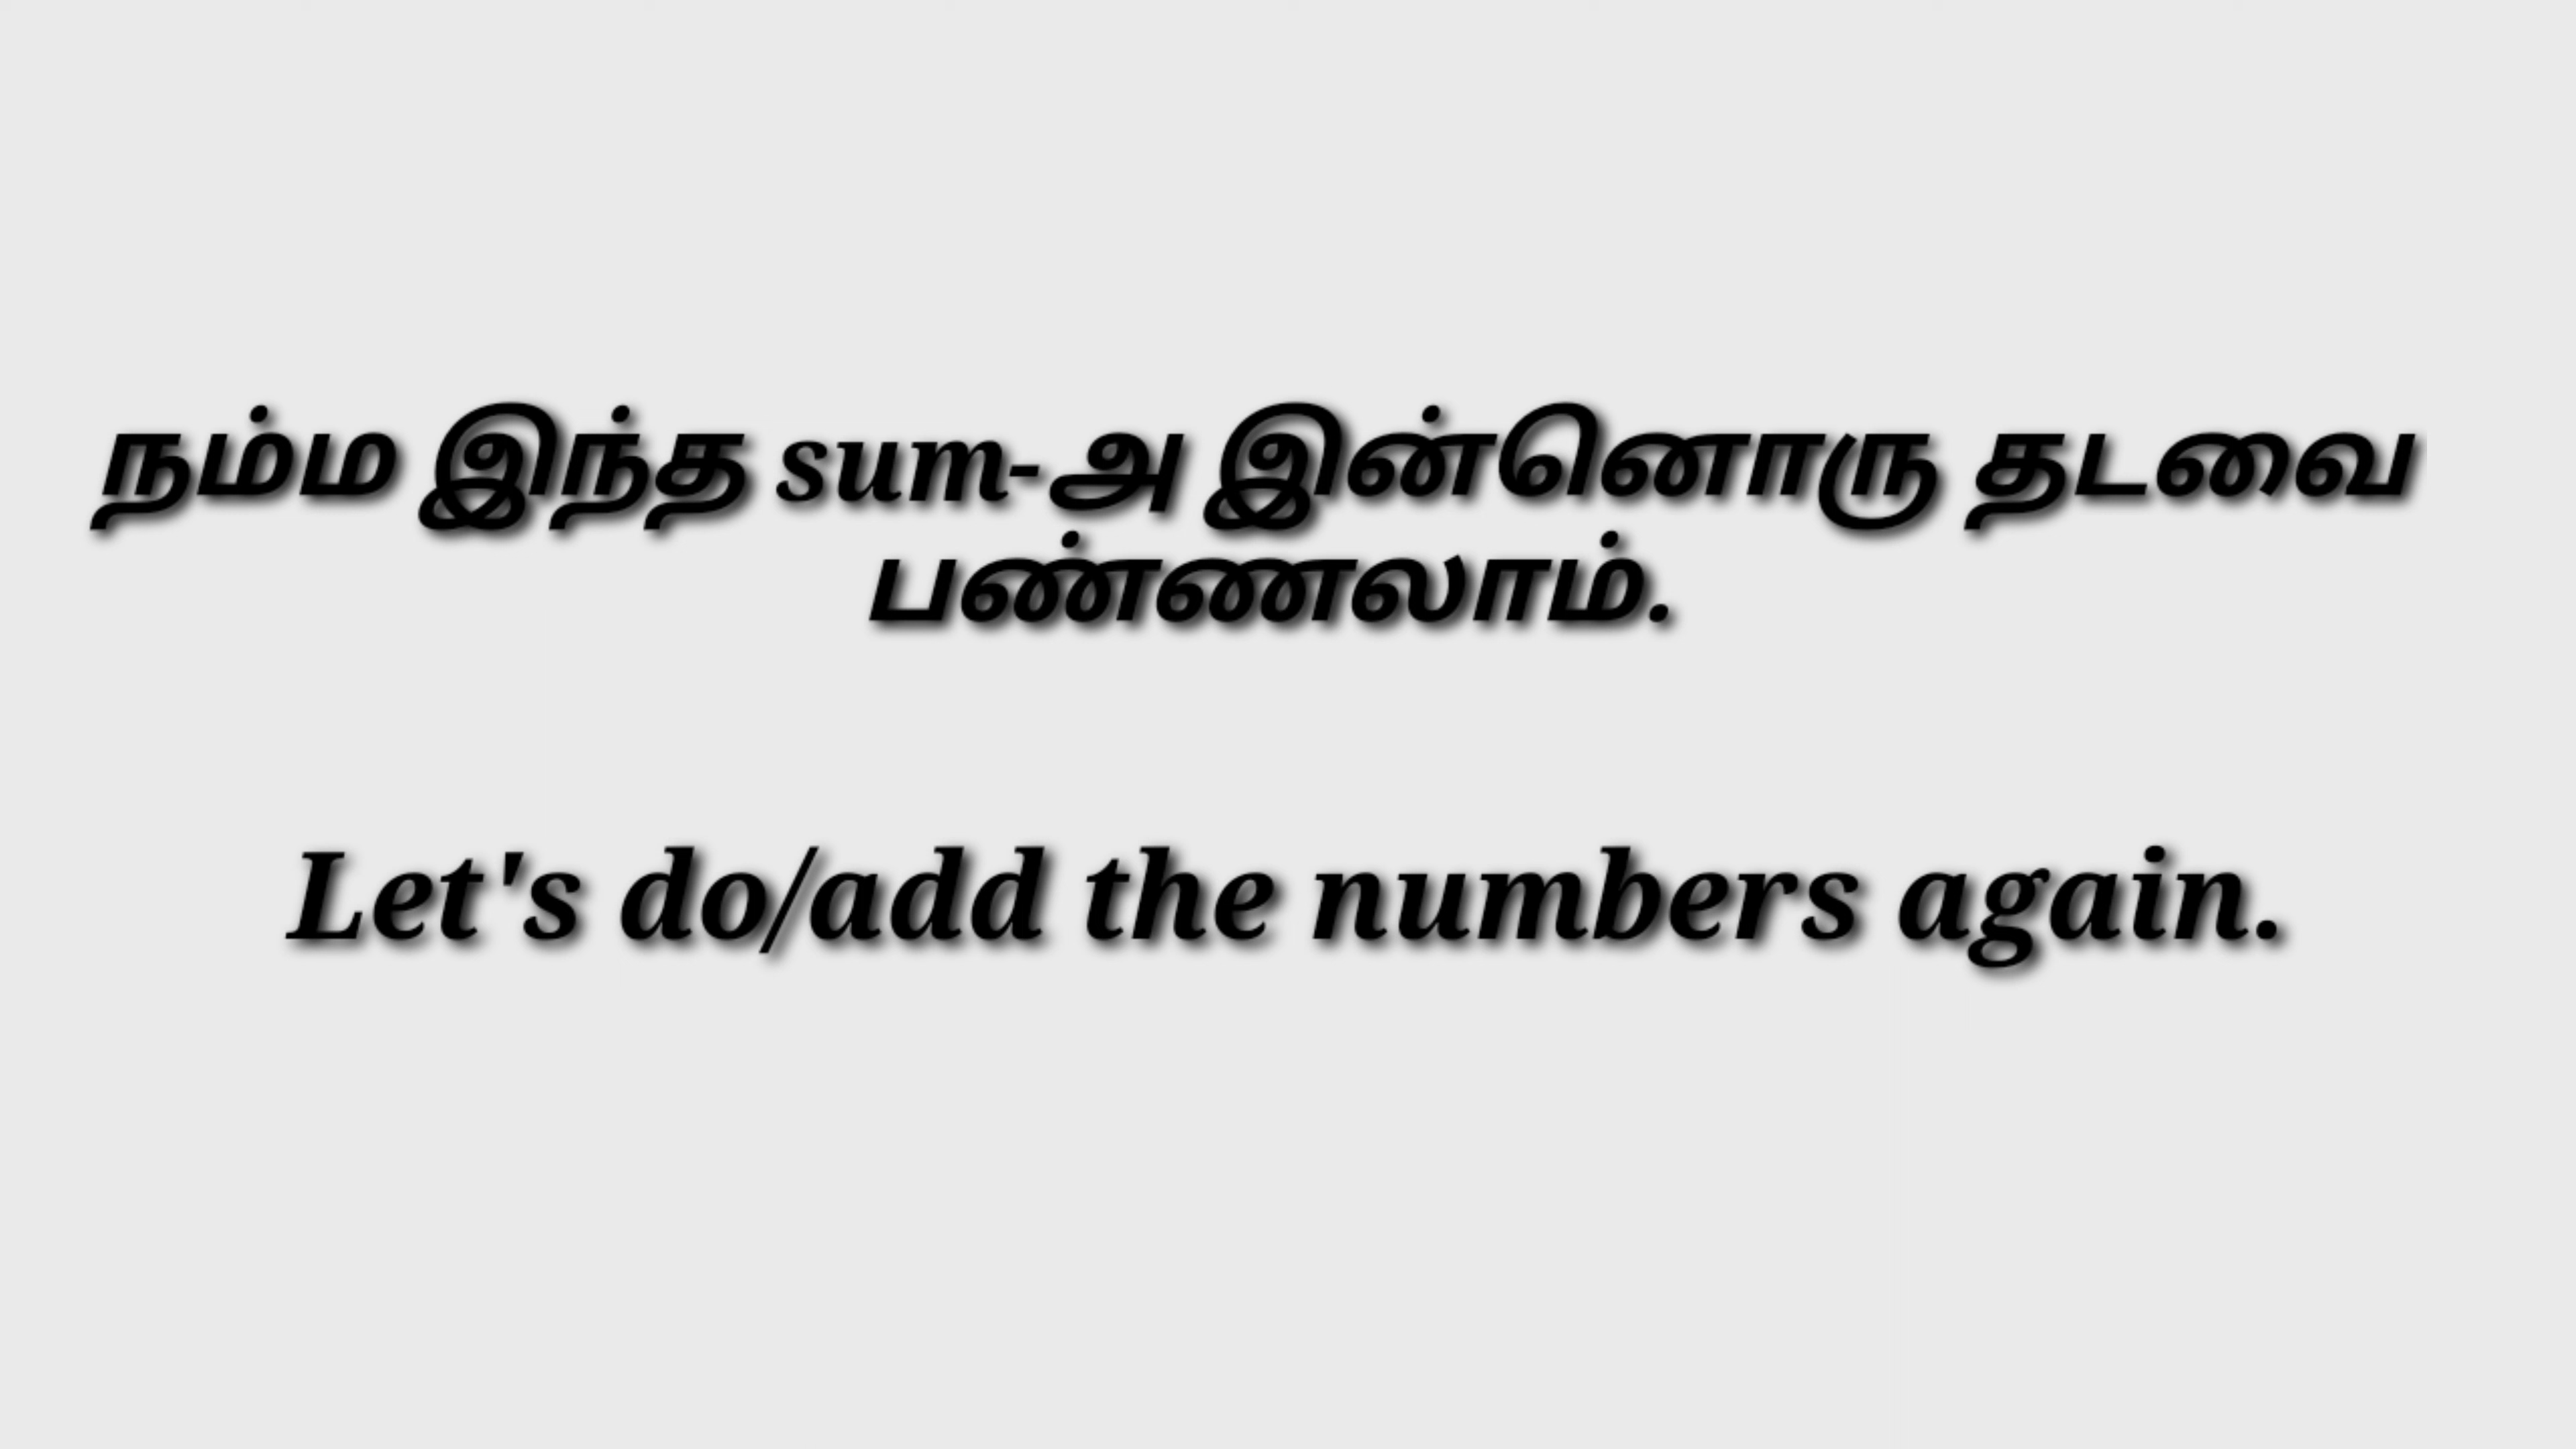 நம்ம இந்த sum-அ இன்னொரு தடவை
பண்ணலாம்.
Let's do/add the numbers again.